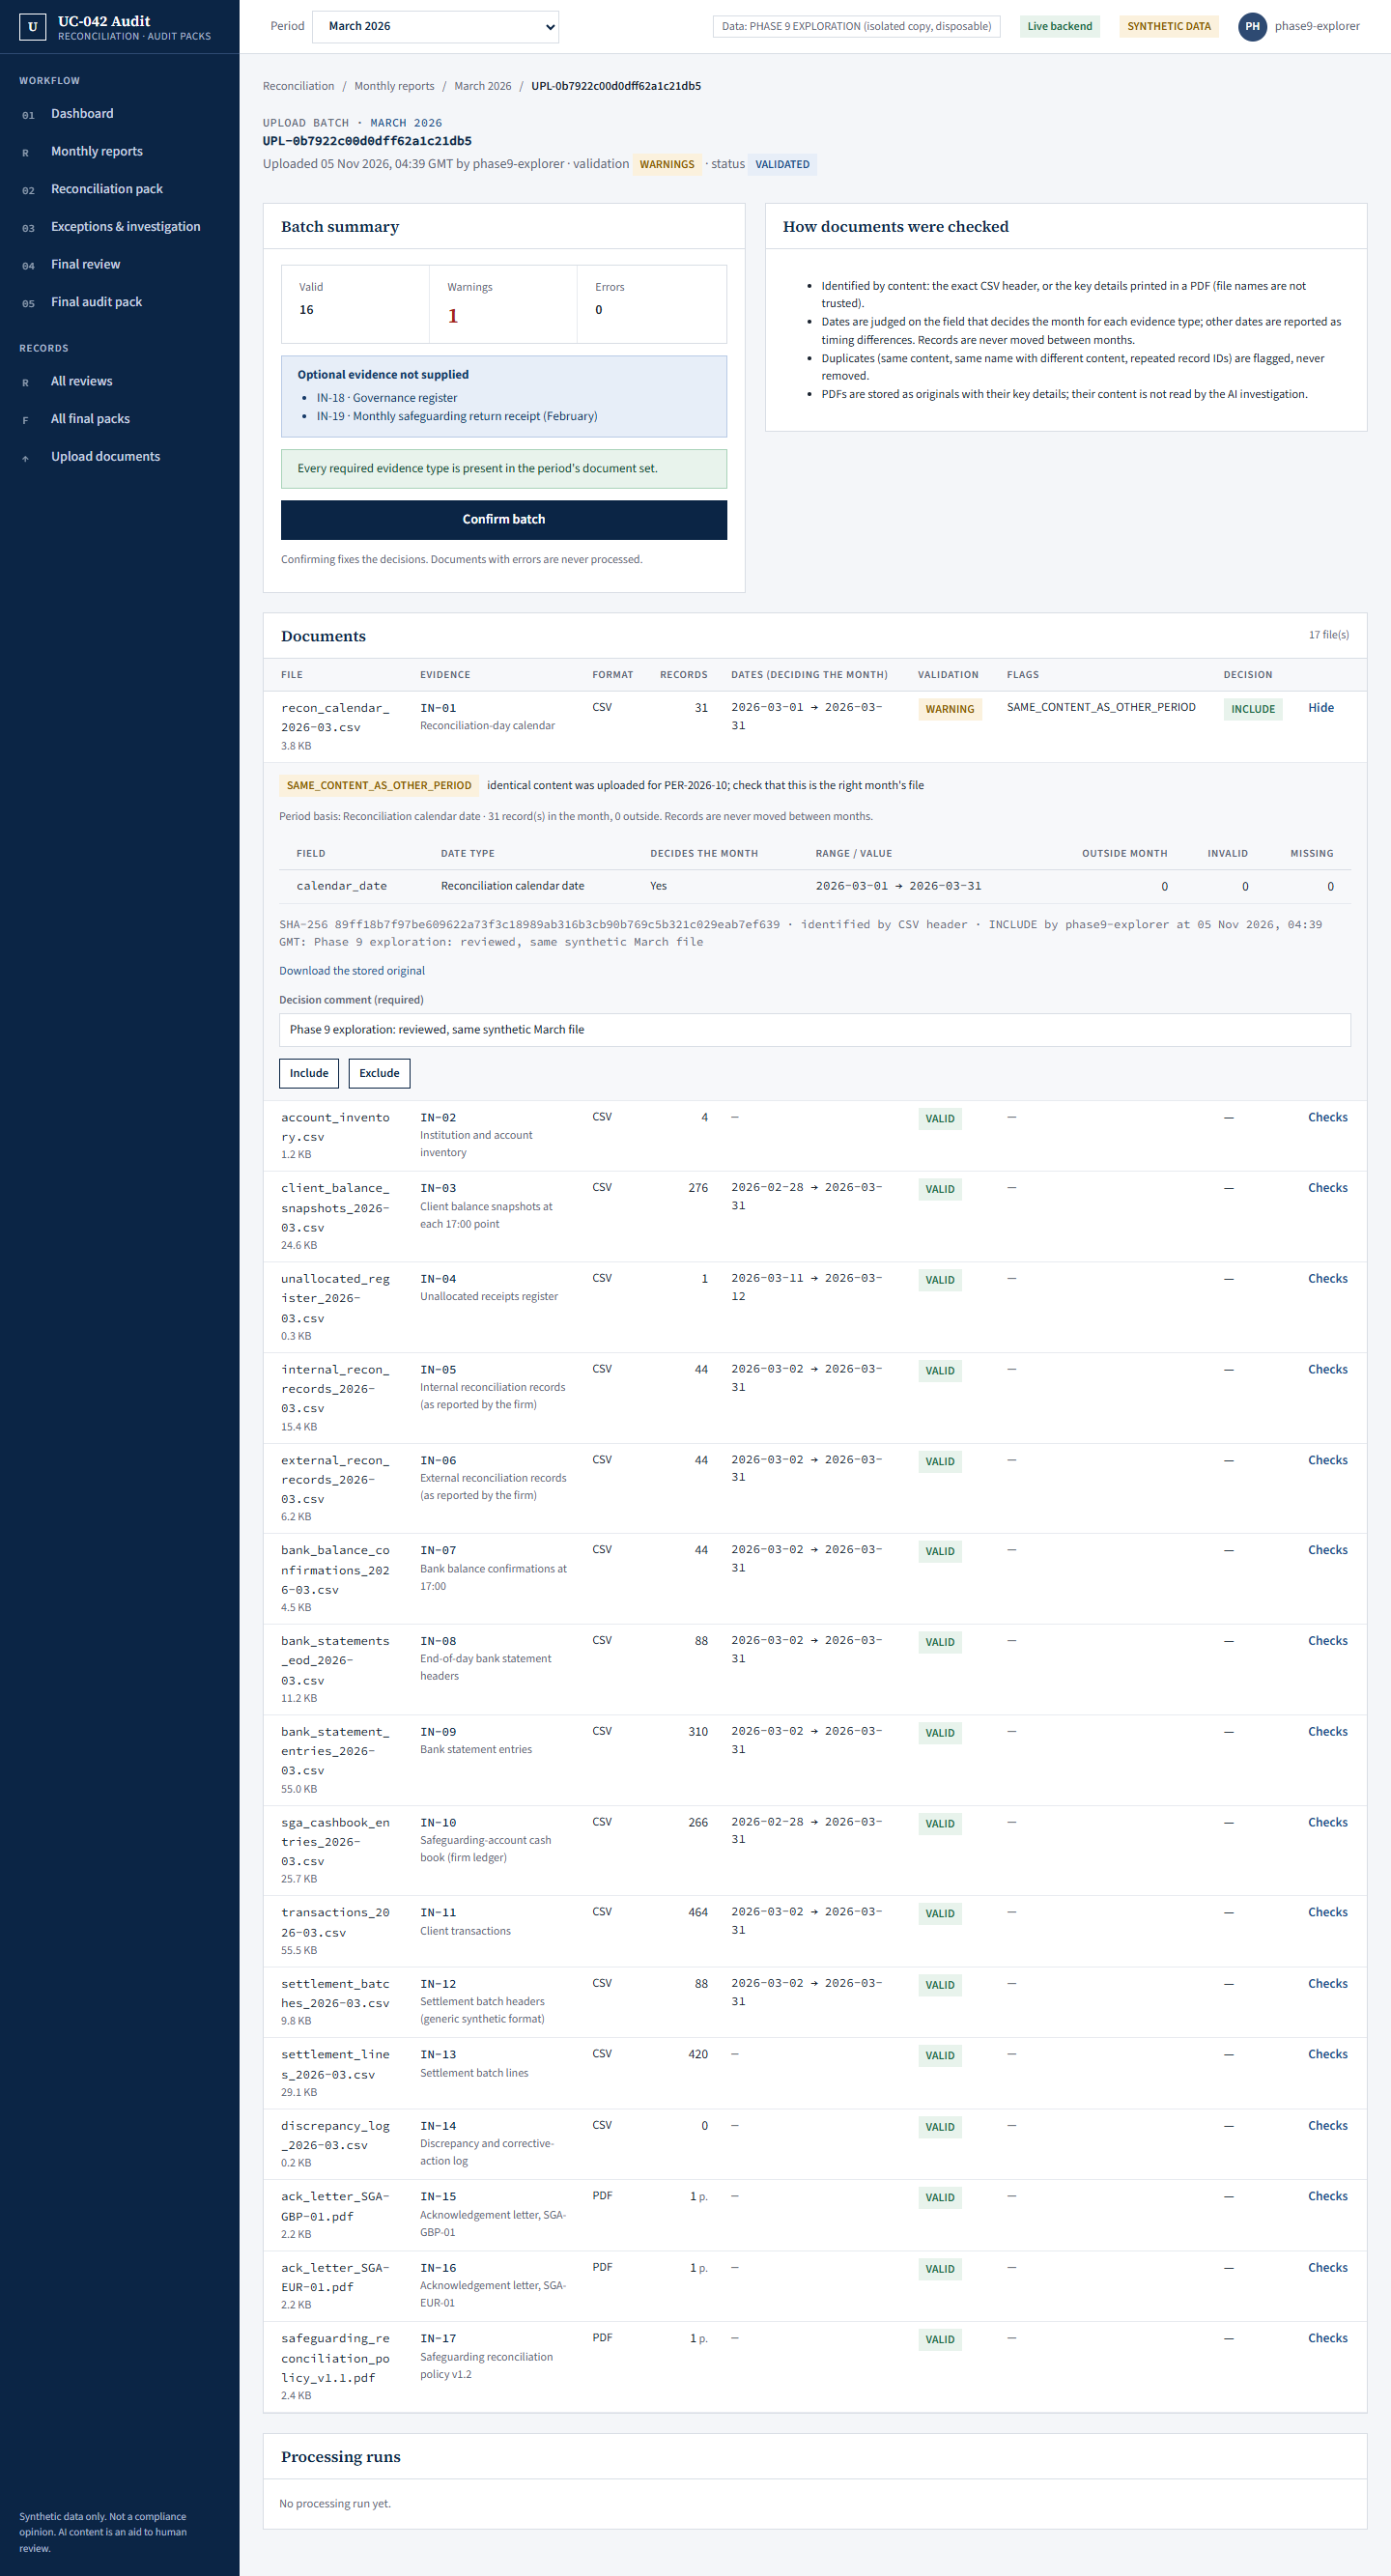 U
UC-042 Audit
RECONCILIATION · AUDIT PACKS
Period
March 2026
Data: PHASE 9 EXPLORATION (isolated copy, disposable)
Live backend
SYNTHETIC DATA
PH
phase9-explorer
WORKFLOW
01 Dashboard
R Monthly reports
02 Reconciliation pack
03 Exceptions & investigation
04 Final review
05 Final audit pack
RECORDS
R All reviews
F All final packs
↑ Upload documents
Synthetic data only. Not a compliance
opinion. AI content is an aid to human
review.
Reconciliation / Monthly reports / March 2026 / UPL-0b7922c00d0dff62a1c21db5
UPLOAD BATCH · MARCH 2026
UPL-0b7922c00d0dff62a1c21db5
Uploaded 05 Nov 2026, 04:39 GMT by phase9-explorer · validation WARNINGS · status VALIDATED
Batch summary
Valid
16
Warnings
1
Errors
0
Optional evidence not supplied
• IN-18 · Governance register
• IN-19 · Monthly safeguarding return receipt (February)
Every required evidence type is present in the period's document set.
Confirm batch
Confirming fixes the decisions. Documents with errors are never processed.
How documents were checked
• Identified by content: the exact CSV header, or the key details printed in a PDF (file names are not
trusted).
• Dates are judged on the field that decides the month for each evidence type; other dates are reported as
timing differences. Records are never moved between months.
• Duplicates (same content, same name with different content, repeated record IDs) are flagged, never
removed.
• PDFs are stored as originals with their key details; their content is not read by the AI investigation.
Documents
17 file(s)
FILE EVIDENCE FORMAT RECORDS DATES (DECIDING THE MONTH) VALIDATION FLAGS DECISION
recon_calendar_ IN-01 CSV 31 2026-03-01 → 2026-03- WARNING SAME_CONTENT_AS_OTHER_PERIOD INCLUDE Hide
2026-03.csv Reconciliation-day calendar 31
3.8 KB
SAME_CONTENT_AS_OTHER_PERIOD identical content was uploaded for PER-2026-10; check that this is the right month's file
Period basis: Reconciliation calendar date · 31 record(s) in the month, 0 outside. Records are never moved between months.
FIELD DATE TYPE DECIDES THE MONTH RANGE / VALUE OUTSIDE MONTH INVALID MISSING
calendar_date Reconciliation calendar date Yes 2026-03-01 → 2026-03-31 0 0 0
SHA-256 89ff18b7f97be609622a73f3c18989ab316b3cb90b769c5b321c029eab7ef639 · identified by CSV header · INCLUDE by phase9-explorer at 05 Nov 2026, 04:39
GMT: Phase 9 exploration: reviewed, same synthetic March file
Download the stored original
Decision comment (required)
Phase 9 exploration: reviewed, same synthetic March file
Include Exclude
account_invento IN-02 CSV 4 — VALID — — Checks
ry.csv Institution and account
1.2 KB inventory
client_balance_ IN-03 CSV 276 2026-02-28 → 2026-03- VALID — — Checks
snapshots_2026- Client balance snapshots at 31
03.csv each 17:00 point
24.6 KB
unallocated_reg IN-04 CSV 1 2026-03-11 → 2026-03- VALID — — Checks
ister_2026- Unallocated receipts register 12
03.csv
0.3 KB
internal_recon_ IN-05 CSV 44 2026-03-02 → 2026-03- VALID — — Checks
records_2026- Internal reconciliation records 31
03.csv (as reported by the firm)
15.4 KB
external_recon_ IN-06 CSV 44 2026-03-02 → 2026-03- VALID — — Checks
records_2026- External reconciliation records 31
03.csv (as reported by the firm)
6.2 KB
bank_balance_co IN-07 CSV 44 2026-03-02 → 2026-03- VALID — — Checks
nfirmations_202 Bank balance confirmations at 31
6-03.csv 17:00
4.5 KB
bank_statements IN-08 CSV 88 2026-03-02 → 2026-03- VALID — — Checks
_eod_2026- End-of-day bank statement 31
03.csv headers
11.2 KB
bank_statement_ IN-09 CSV 310 2026-03-02 → 2026-03- VALID — — Checks
entries_2026- Bank statement entries 31
03.csv
55.0 KB
sga_cashbook_en IN-10 CSV 266 2026-02-28 → 2026-03- VALID — — Checks
tries_2026- Safeguarding-account cash 31
03.csv book (firm ledger)
25.7 KB
transactions_20 IN-11 CSV 464 2026-03-02 → 2026-03- VALID — — Checks
26-03.csv Client transactions 31
55.5 KB
settlement_batc IN-12 CSV 88 2026-03-02 → 2026-03- VALID — — Checks
hes_2026-03.csv Settlement batch headers 31
9.8 KB (generic synthetic format)
settlement_line IN-13 CSV 420 — VALID — — Checks
s_2026-03.csv Settlement batch lines
29.1 KB
discrepancy_log IN-14 CSV 0 — VALID — — Checks
_2026-03.csv Discrepancy and corrective-
0.2 KB action log
ack_letter_SGA- IN-15 PDF 1 p. — VALID — — Checks
GBP-01.pdf Acknowledgement letter, SGA-
2.2 KB GBP-01
ack_letter_SGA- IN-16 PDF 1 p. — VALID — — Checks
EUR-01.pdf Acknowledgement letter, SGA-
2.2 KB EUR-01
safeguarding_re IN-17 PDF 1 p. — VALID — — Checks
conciliation_po Safeguarding reconciliation
licy_v1.1.pdf policy v1.2
2.4 KB
Processing runs
No processing run yet.